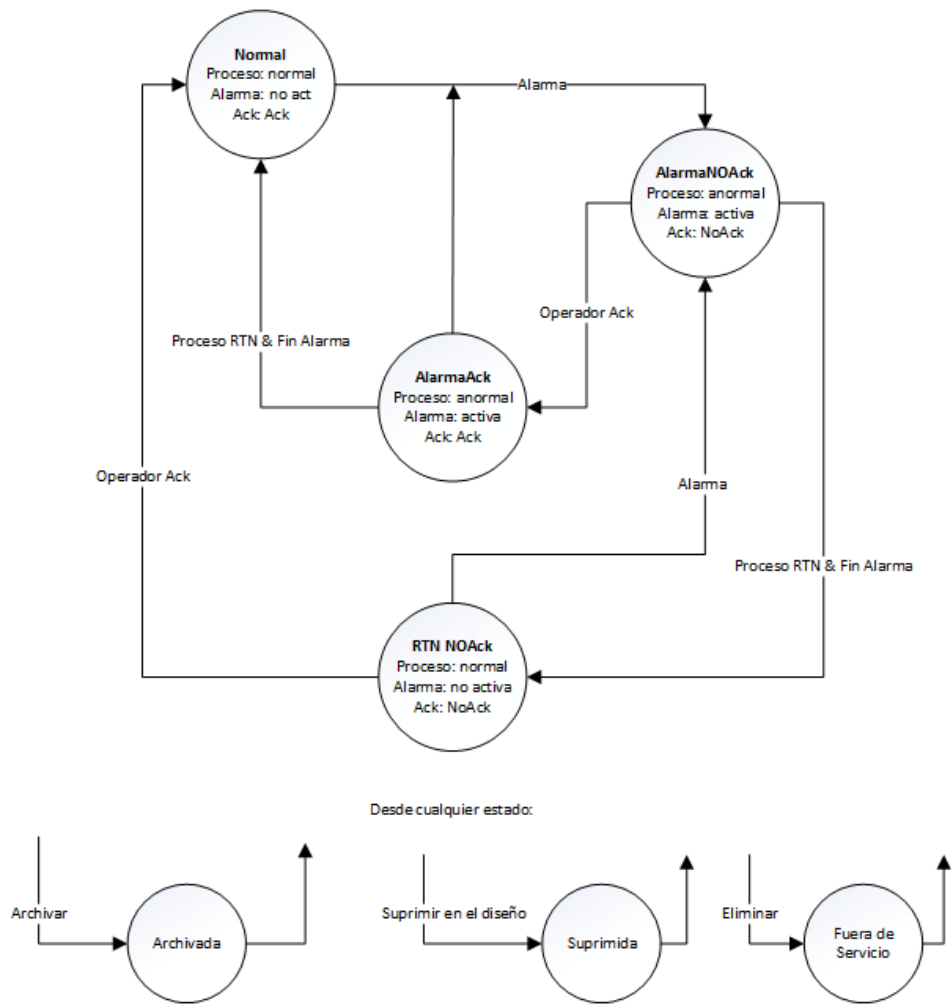 Normal
Proceso: normal
Alarma: no act
Ack: Ack
Alarma
AlarmaNOAck
Proceso: anormal
Alarma: activa
Ack: NoAck
Operador Ack
Proceso RTN & Fin Alarma
AlarmaAck
Proceso: anormal
Alarma: activa
Ack: Ack
Operador Ack
Alarma
Proceso RTN & Fin Alarma
RTN NOAck
Proceso: normal
Alarma: no activa
Ack: NoAck
Desde cualquier estado:
Archivar
Archivada
Suprimir en el diseño
Suprimida
Eliminar
Fuera de
Servicio